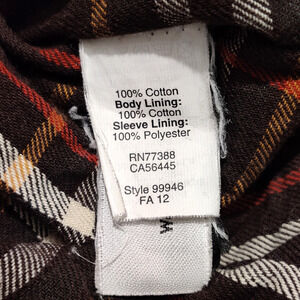 100% Cotton
Body Lining:
100% Cotton
Sleeve Lining:
100% Polyester
RN77388
CA56445
Style 99946
FA 12